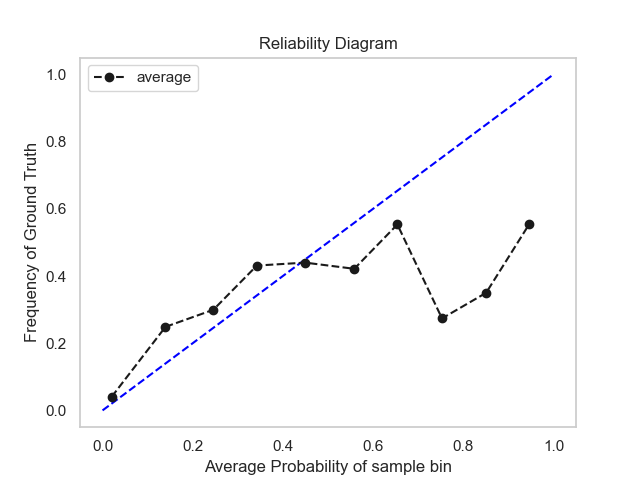 Reliability Diagram
average
Frequency of Ground Truth
1.0
0.8
0.6
0.4
0.2
0.0
0.0 0.2 0.4 0.6 0.8 1.0
Average Probability of sample bin